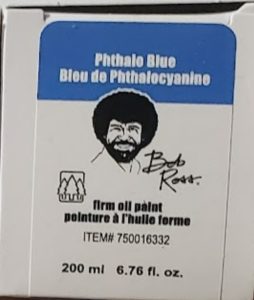 Phthalo Blue
Bleu de Phthalocyanine
Bob
Ross.
firm oil paint
peinture à l'huile ferme
ITEM# 750016332
200 ml 6.76 fl. oz.